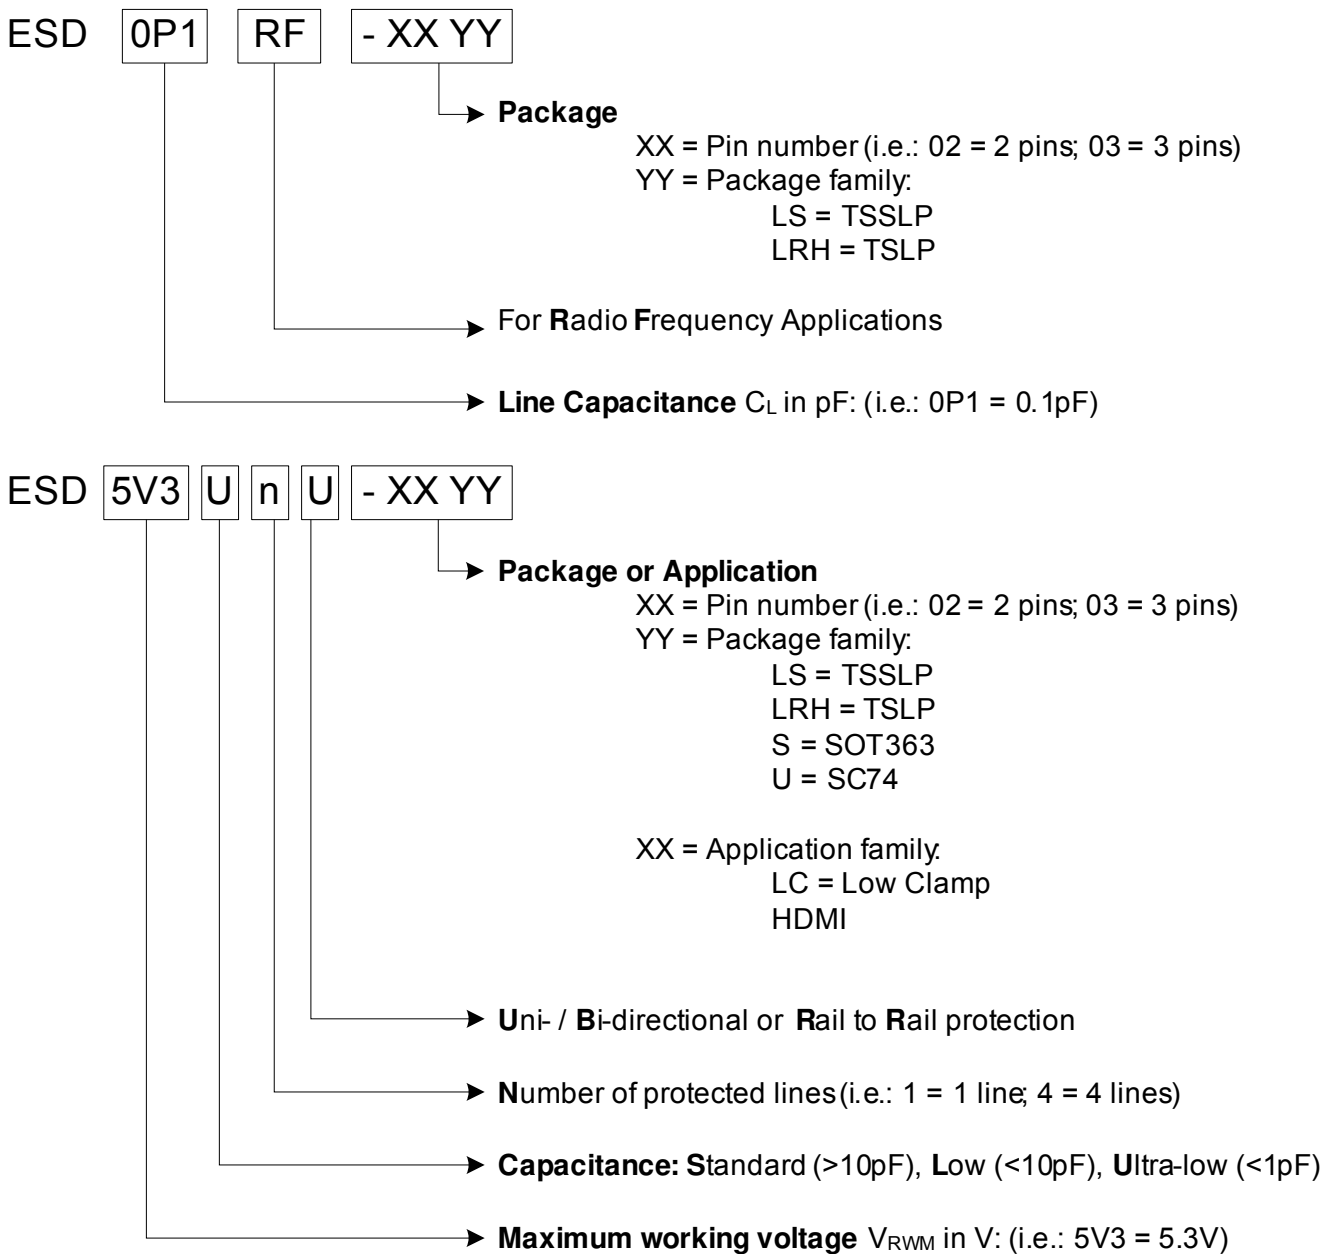 ESD 0P1 RF - XX YY
Package
XX = Pin number (i.e.: 02 = 2 pins; 03 = 3 pins)
YY = Package family:
LS = TSSLP
LRH = TSLP
For Radio Frequency Applications
Line Capacitance CL in pF: (i.e.: 0P1 = 0.1pF)
ESD 5V3 U n U - XX YY
Package or Application
XX = Pin number (i.e.: 02 = 2 pins; 03 = 3 pins)
YY = Package family:
LS = TSSLP
LRH = TSLP
S = SOT363
U = SC74
XX = Application family:
LC = Low Clamp
HDMI
Uni- / Bi-directional or Rail to Rail protection
Number of protected lines (i.e.: 1 = 1 line; 4 = 4 lines)
Capacitance: Standard (>10pF), Low (<10pF), Ultra-low (<1pF)
Maximum working voltage VRWM in V: (i.e.: 5V3 = 5.3V)